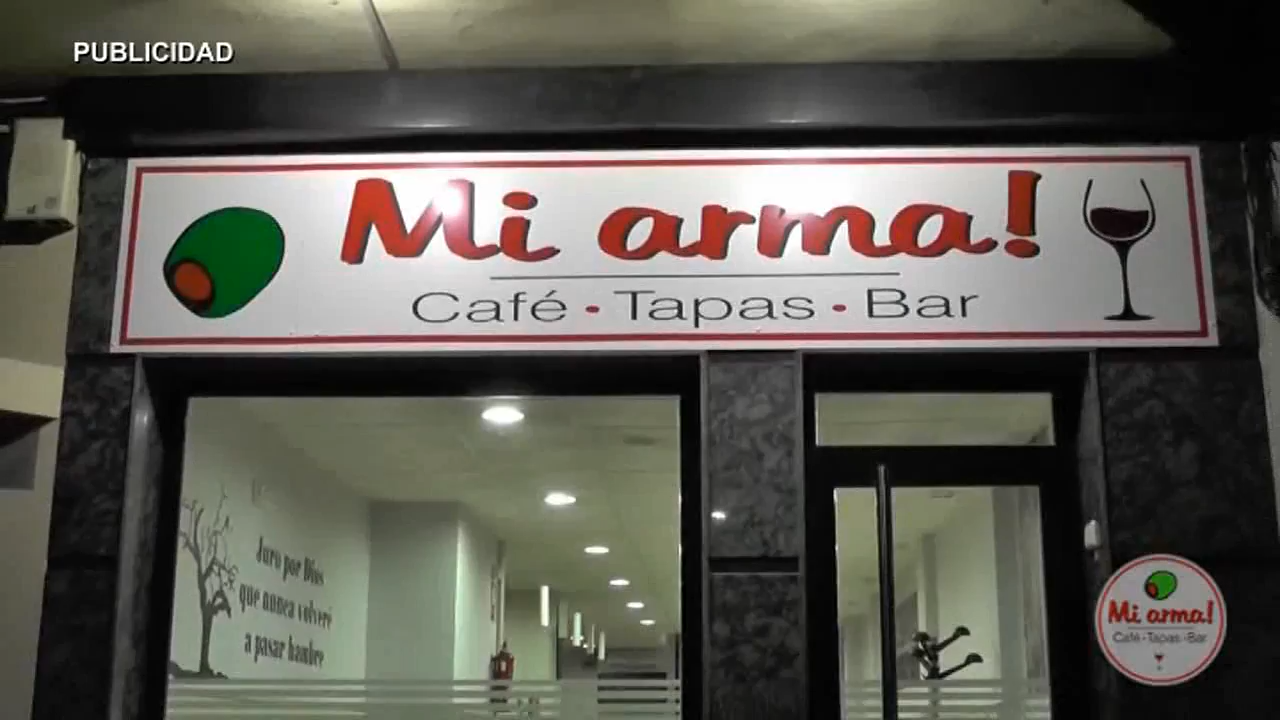 PUBLICIDAD
Mi arma!
Café • Tapas • Bar
Juro por Dios
que nunca volveré
a pasar hambre
Mi arma!
Café • Tapas • Bar